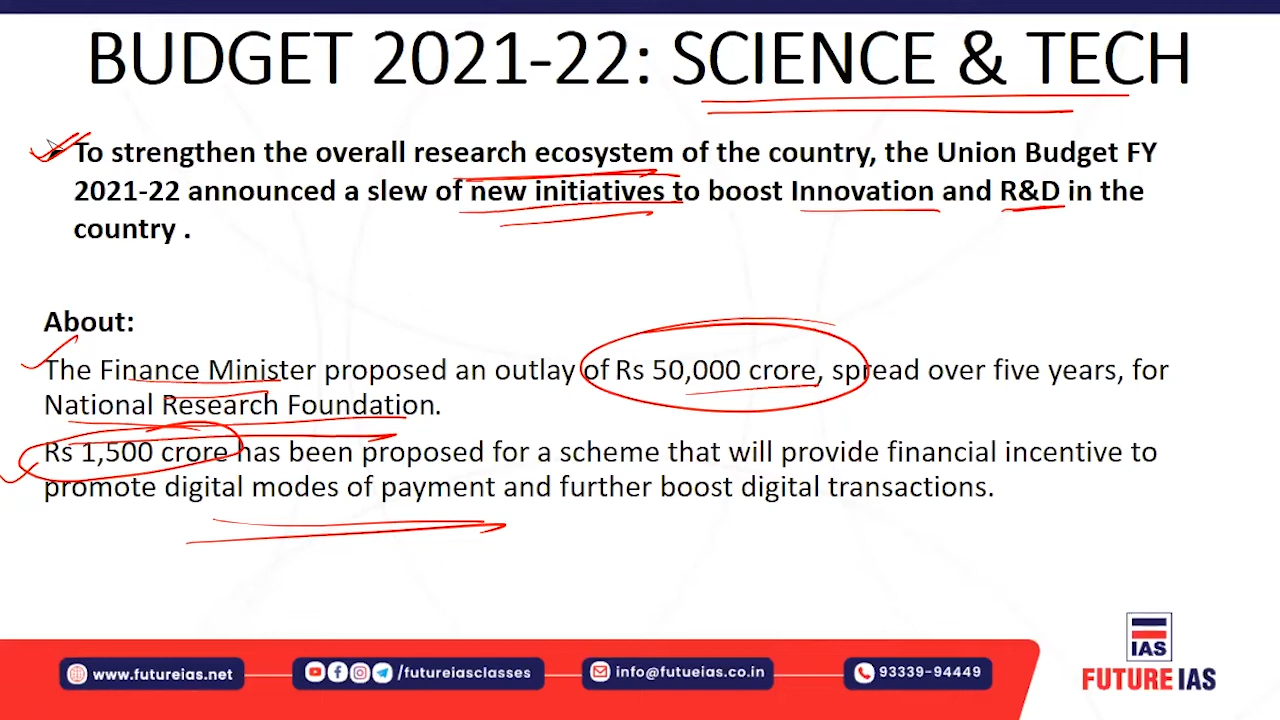 BUDGET 2021-22: SCIENCE & TECH
To strengthen the overall research ecosystem of the country, the Union Budget FY
2021-22 announced a slew of new initiatives to boost Innovation and R&D in the
country .
About:
The Finance Minister proposed an outlay of Rs 50,000 crore, spread over five years, for
National Research Foundation.
Rs 1,500 crore has been proposed for a scheme that will provide financial incentive to
promote digital modes of payment and further boost digital transactions.
IAS
www.futureias.net
/futureiasclasses
info@futueias.co.in
93339-94449
FUTURE IAS